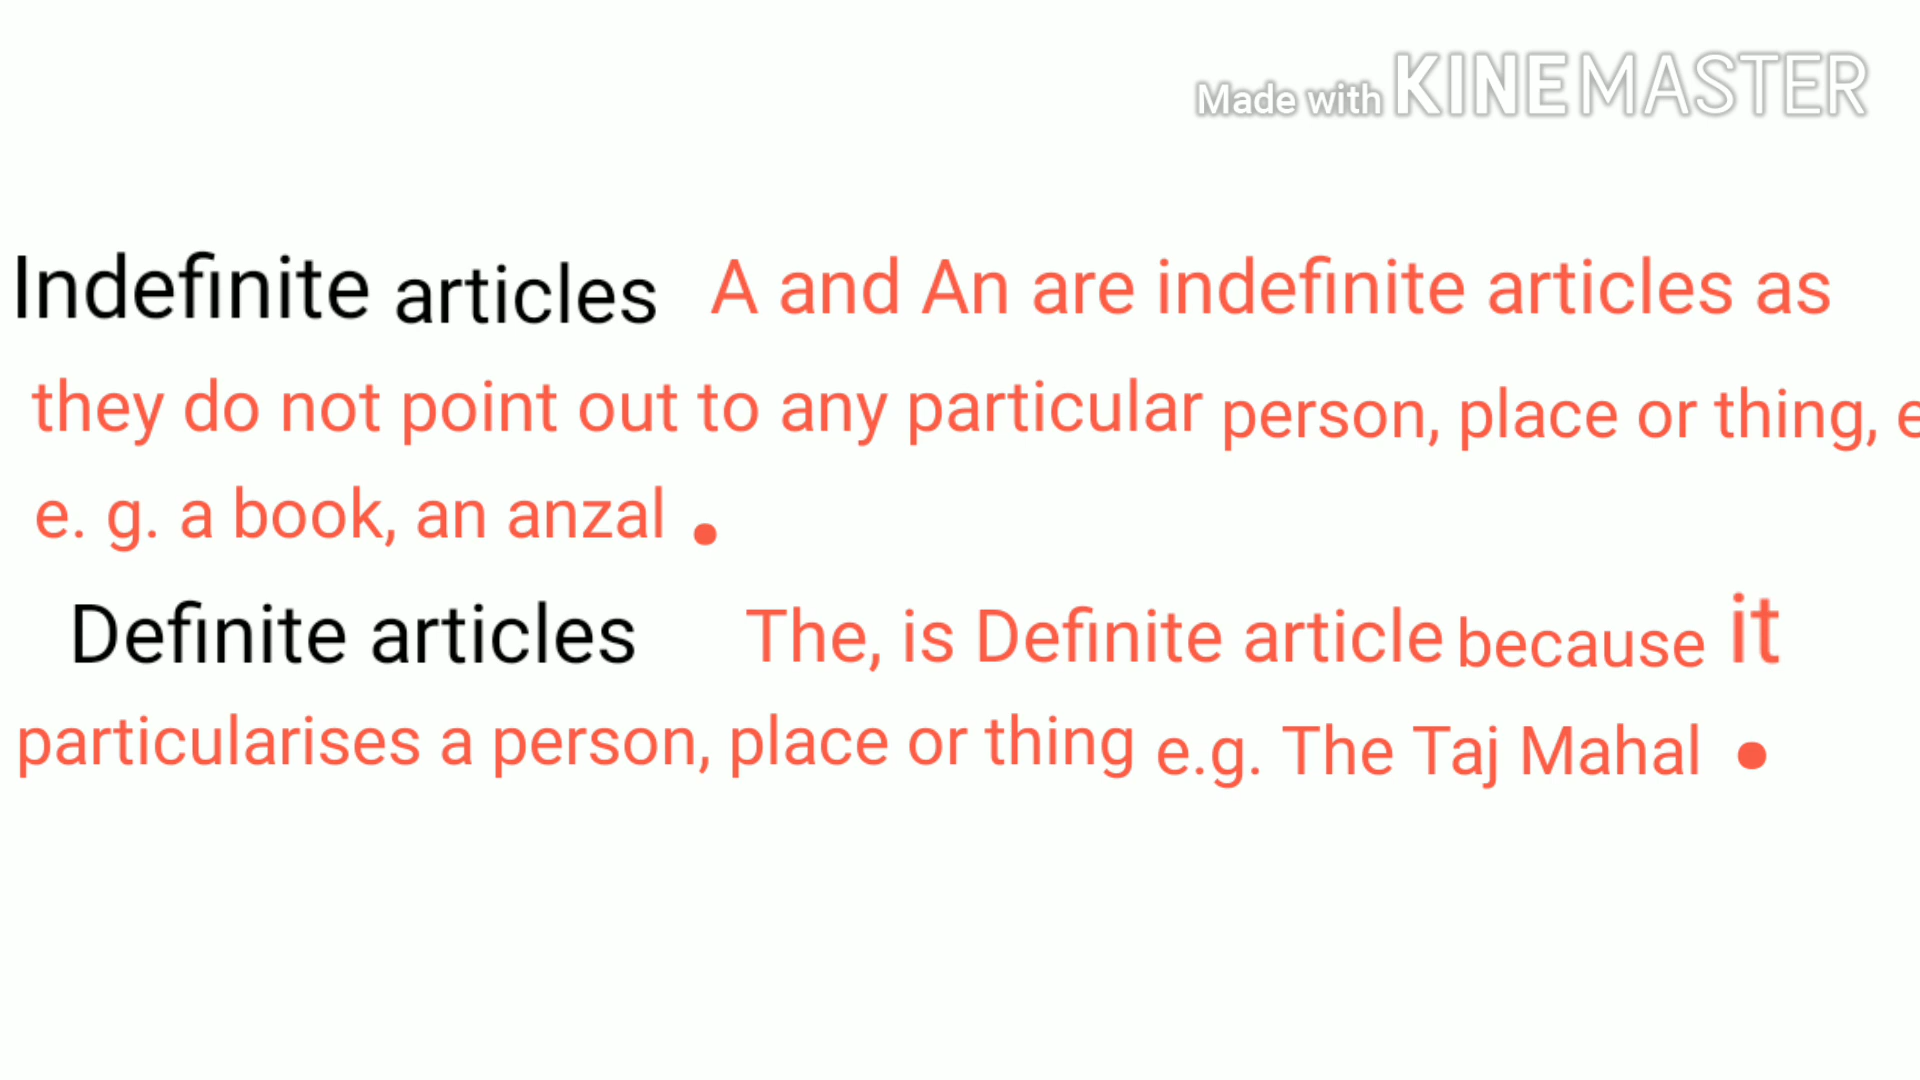 Made with KINEMASTER
Indefinite articles A and An are indefinite articles as
they do not point out to any particular person, place or thing, e
e. g. a book, an anzal .
Definite articles The, is Definite article because it
particularises a person, place or thing e.g. The Taj Mahal .